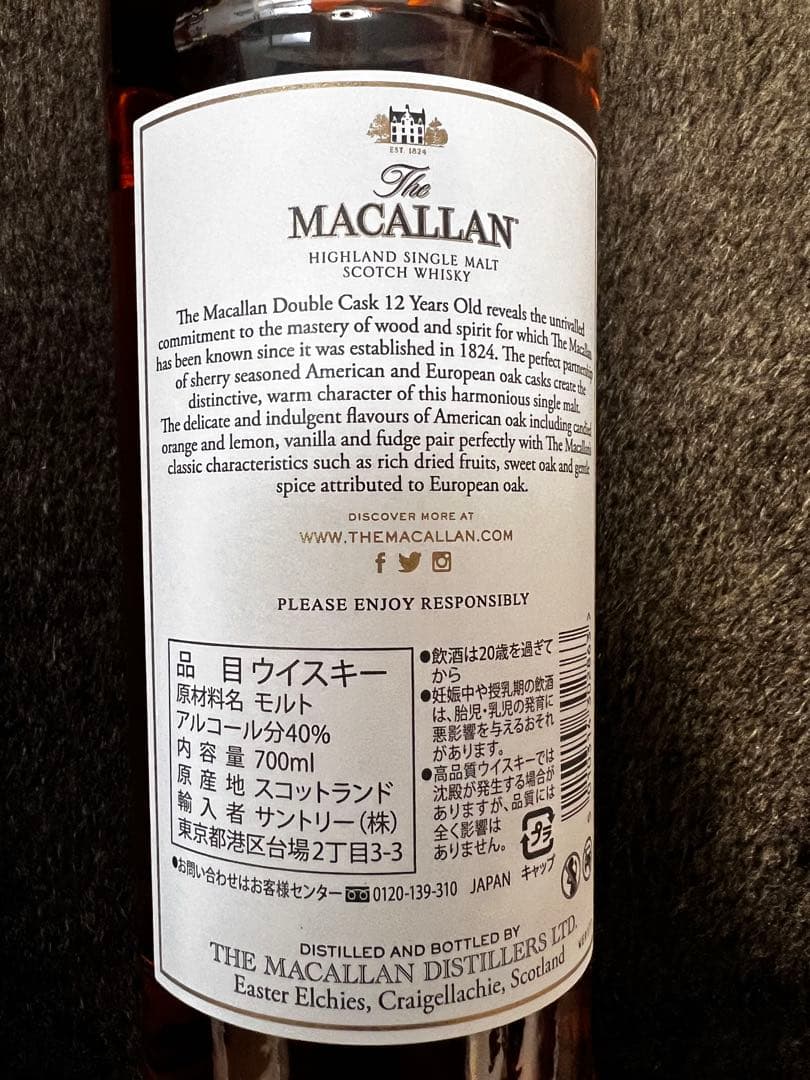 EST. 1824
The
MACALLAN
HIGHLAND SINGLE MALT
SCOTCH WHISKY
The Macallan Double Cask 12 Years Old reveals the unrivalled
commitment to the mastery of wood and spirit for which The Macallan
has been known since it was established in 1824. The perfect partnership
of sherry seasoned American and European oak casks create the
distinctive, warm character of this harmonious single malt.
The delicate and indulgent flavours of American oak including candied
orange and lemon, vanilla and fudge pair perfectly with The Macallan's
classic characteristics such as rich dried fruits, sweet oak and gentle
spice attributed to European oak.
DISCOVER MORE AT
WWW.THEMACALLAN.COM
PLEASE ENJOY RESPONSIBLY
品 目 ウイスキー
原材料名 モルト
アルコール分40%
内容量 700ml
原産地 スコットランド
輸入者 サントリー(株)
東京都港区台場2丁目3-3
●飲酒は20歳を過ぎて
から
●妊娠中や授乳期の飲酒
は、胎児・乳児の発育に
悪影響を与えるおそれ
があります。
●高品質ウイスキーでは
沈殿が発生する場合が
ありますが、品質には
全く影響は
ありません。
プラ
キャップ
●お問い合わせはお客様センター 0120-139-310 JAPAN
DISTILLED AND BOTTLED BY
THE MACALLAN DISTILLERS LTD.
Easter Elchies, Craigellachie, Scotland